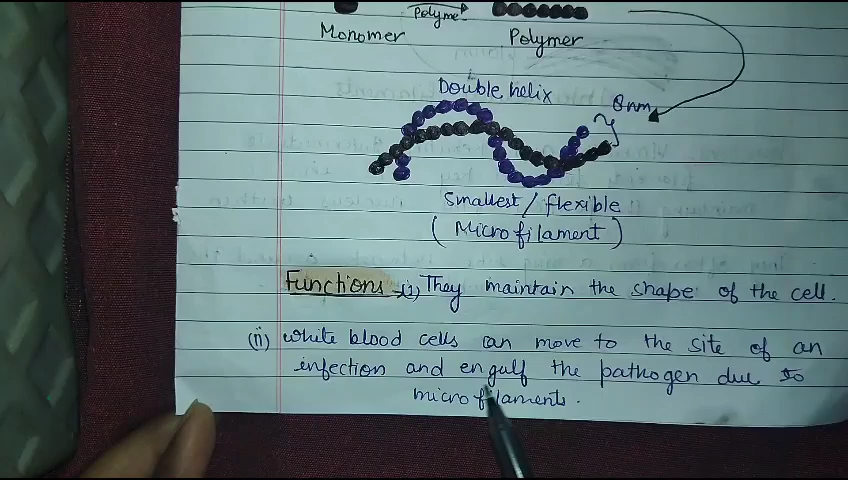 Polyme
Monomer
Polymer
Double helix
8nm
Smallest / flexible
( Microfilament )
Functions → (i) They maintain the shape of the cell.
(ii) White blood cells can move to the site of an
infection and engulf the pathogen due to
microfilaments.